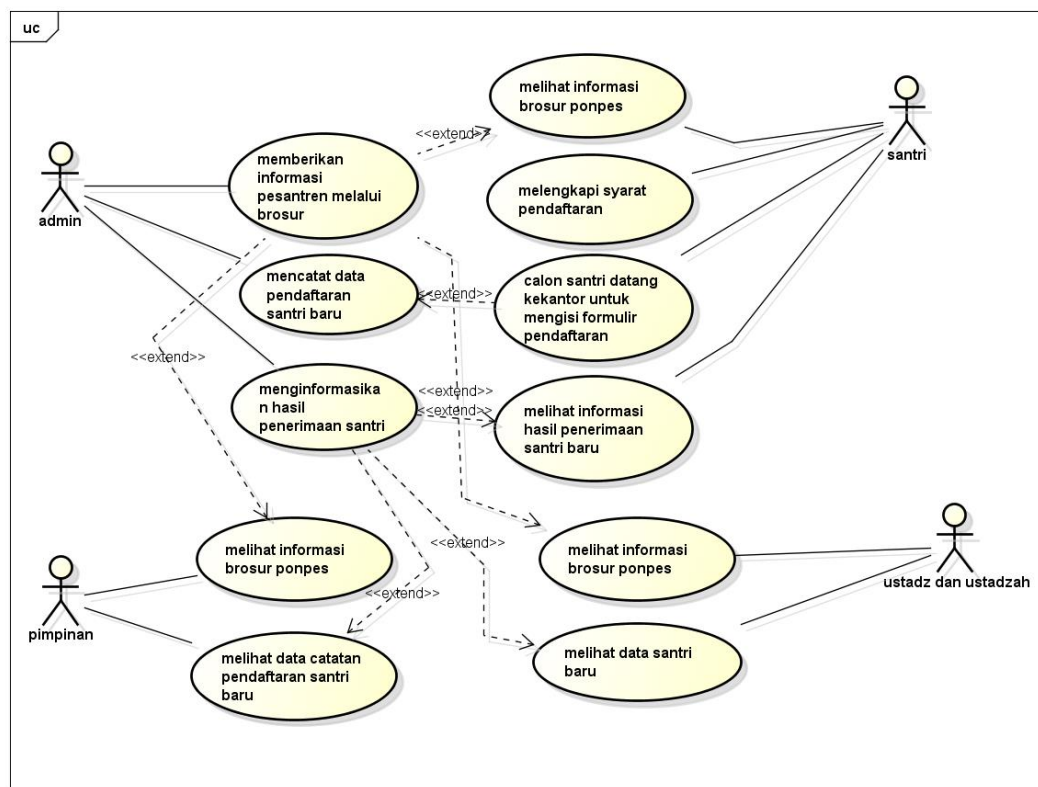 uc
melihat informasi
brosur ponpes
santri
<<extend>>
memberikan
informasi
pesantren melalui
brosur
admin
melengkapi syarat
pendaftaran
mencatat data
pendaftaran
santri baru
<<extend>>
calon santri datang
kekantor untuk
mengisi formulir
pendaftaran
<<extend>>
menginformasika
n hasil
penerimaan santri
<<extend>>
<<extend>>
melihat informasi
hasil penerimaan
santri baru
<<extend>>
melihat informasi
brosur ponpes
melihat informasi
brosur ponpes
ustadz dan ustadzah
<<extend>>
pimpinan
melihat data catatan
pendaftaran santri
baru
melihat data santri
baru